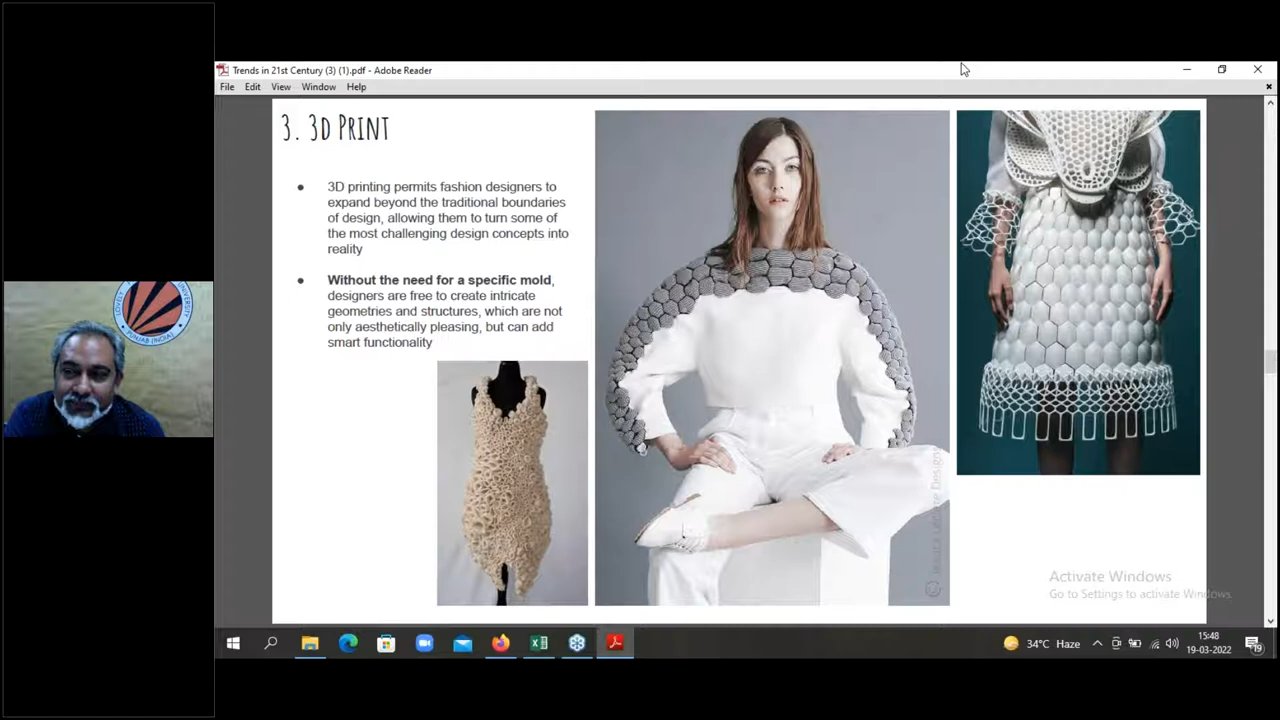 Trends in 21st Century (3) (1).pdf - Adobe Reader
File Edit View Window Help
3. 3D PRINT
3D printing permits fashion designers to
expand beyond the traditional boundaries
of design, allowing them to turn some of
the most challenging design concepts into
reality
Without the need for a specific mold,
designers are free to create intricate
geometries and structures, which are not
only aesthetically pleasing, but can add
smart functionality
UNIVERSITY
PUNJAB (INDIA)
Activate Windows
Go to Settings to activate Windows.
34°C Haze
15:48
19-03-2022
19